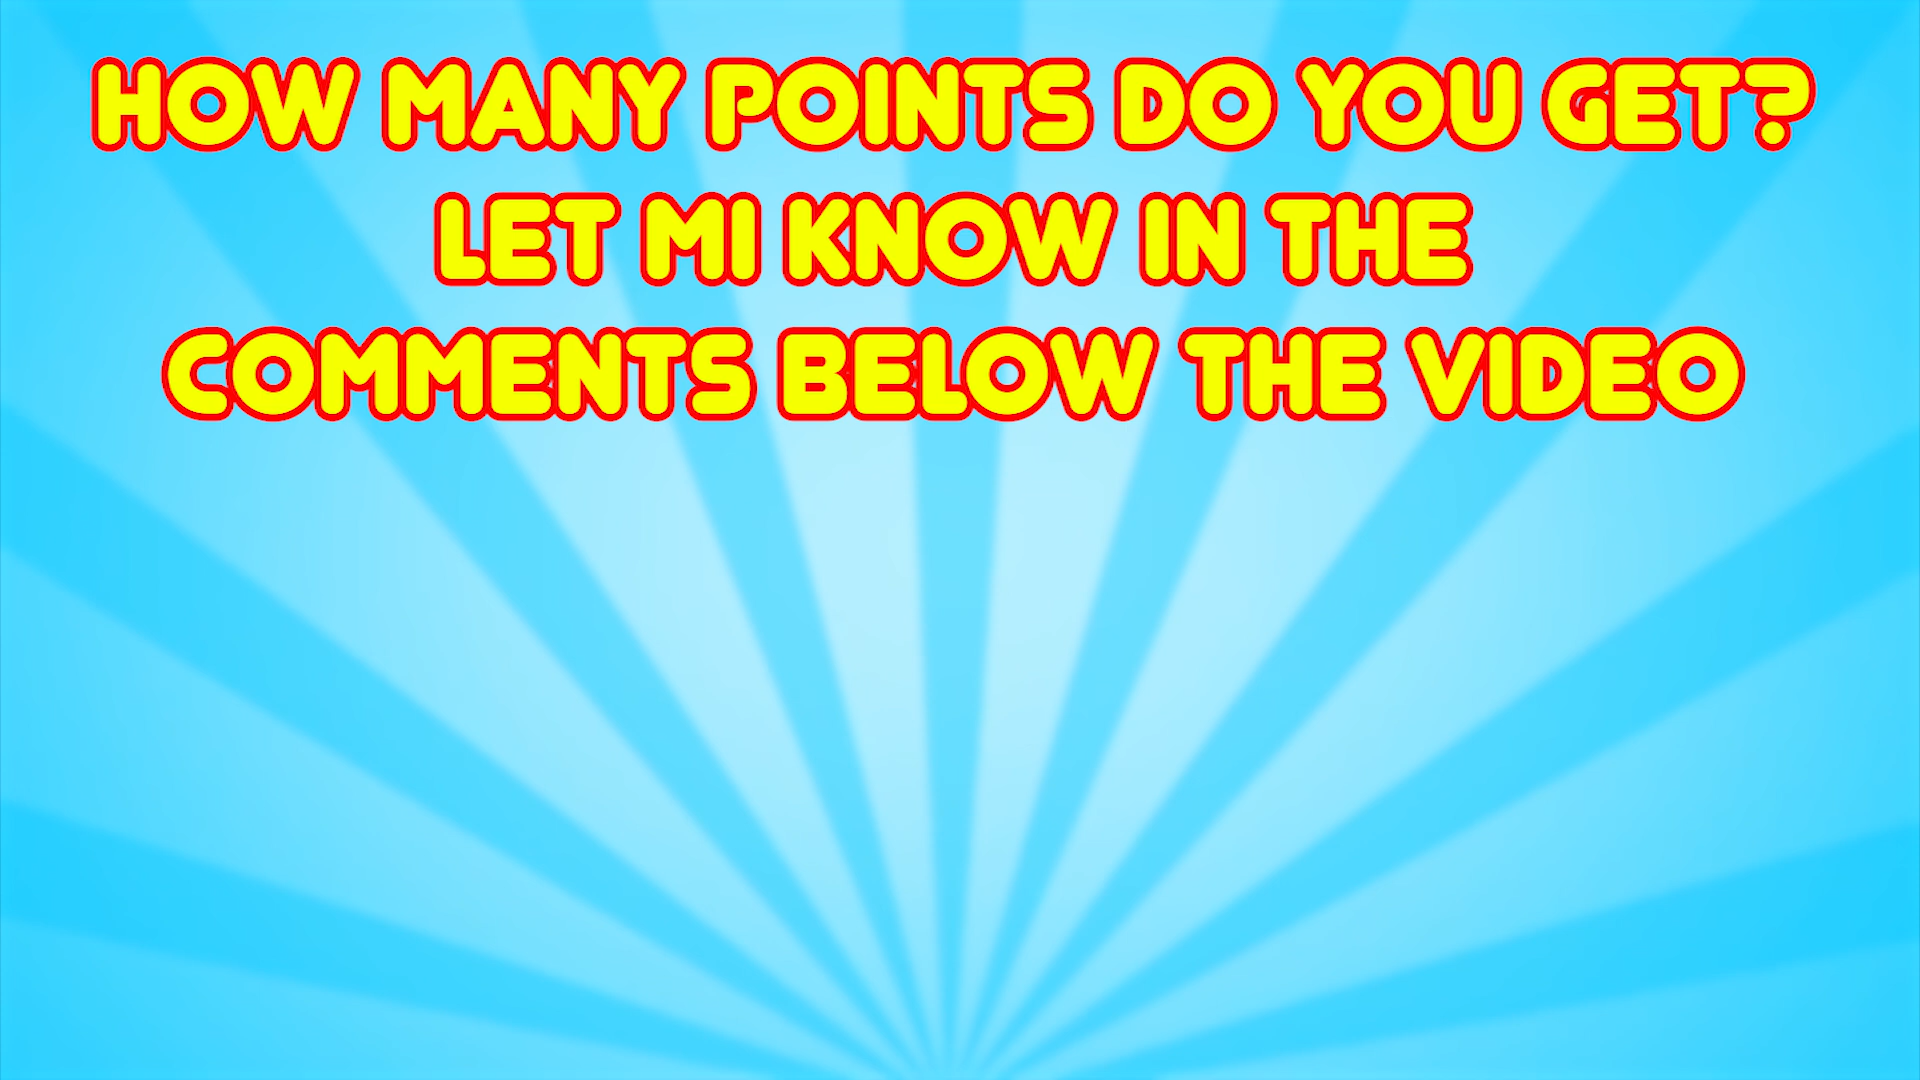 HOW MANY POINTS DO YOU GET?
LET MI KNOW IN THE
COMMENTS BELOW THE VIDEO